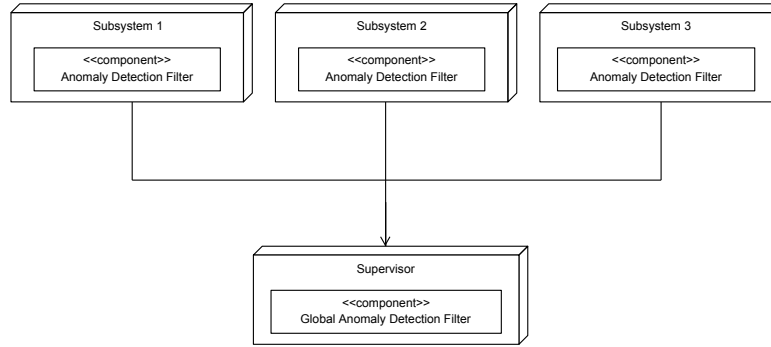 Subsystem 1
<<component>>
Anomaly Detection Filter
Subsystem 2
<<component>>
Anomaly Detection Filter
Subsystem 3
<<component>>
Anomaly Detection Filter
Supervisor
<<component>>
Global Anomaly Detection Filter